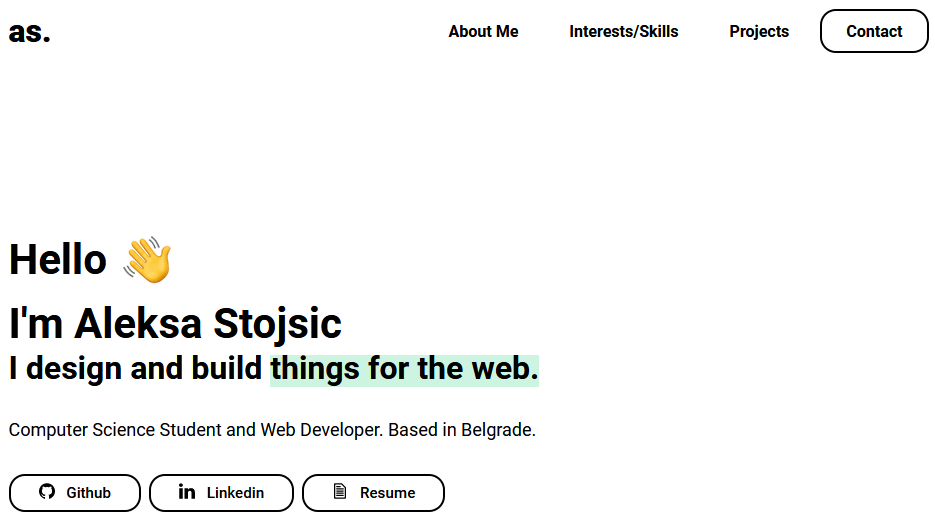 as.
About Me
Interests/Skills
Projects
Contact
Hello 👋
I'm Aleksa Stojsic
I design and build things for the web.
Computer Science Student and Web Developer. Based in Belgrade.
Github
Linkedin
Resume